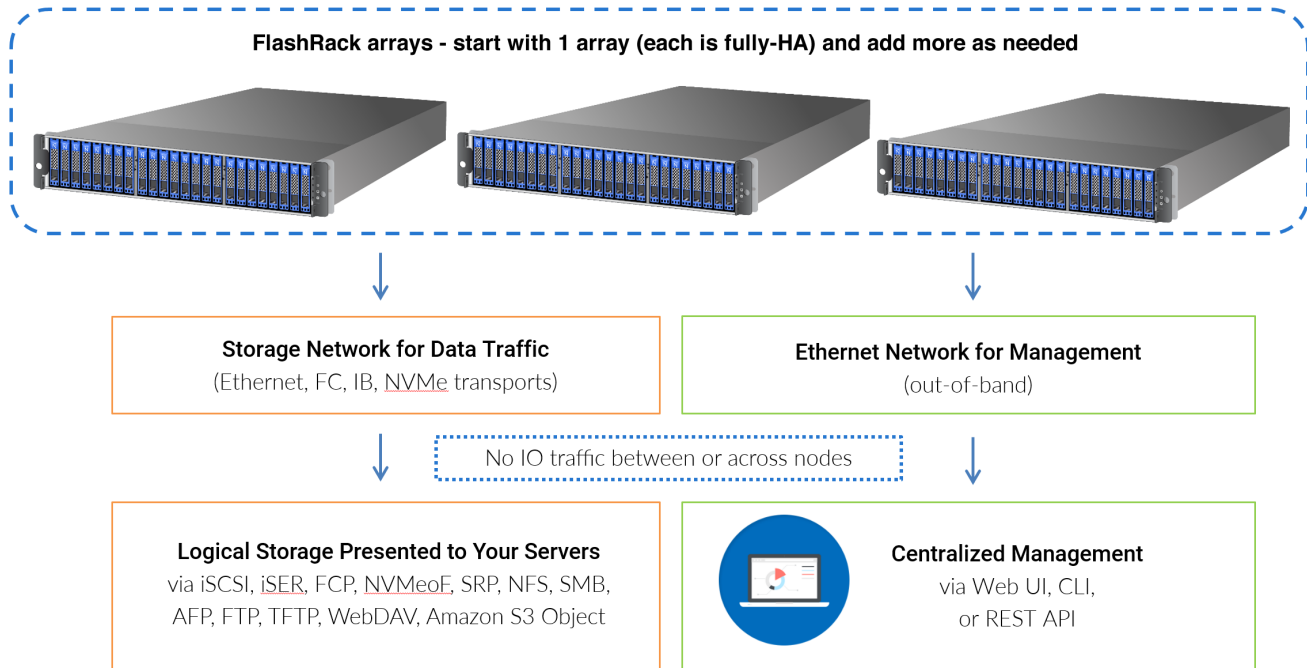 FlashRack arrays - start with 1 array (each is fully-HA) and add more as needed
Storage Network for Data Traffic
(Ethernet, FC, IB, NVMe transports)
Ethernet Network for Management
(out-of-band)
No IO traffic between or across nodes
Logical Storage Presented to Your Servers
via iSCSI, iSER, FCP, NVMeoF, SRP, NFS, SMB,
AFP, FTP, TFTP, WebDAV, Amazon S3 Object
Centralized Management
via Web UI, CLI,
or REST API